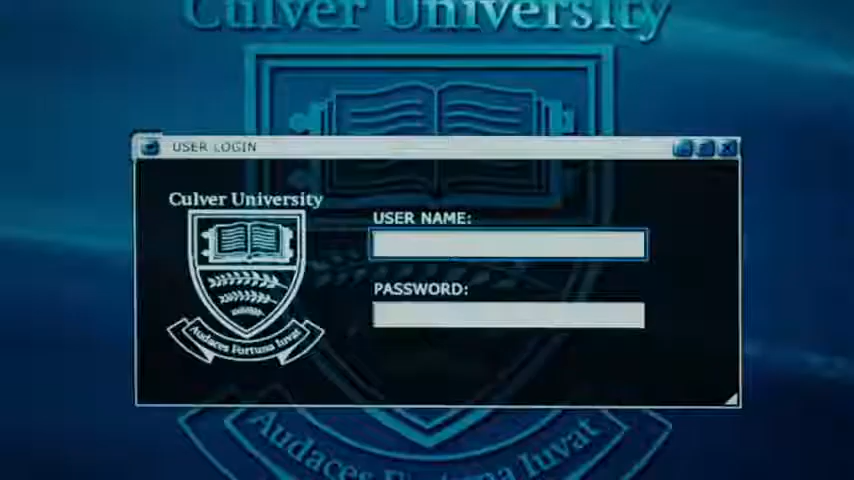 Culver University
USER LOGIN
Culver University
USER NAME:
PASSWORD:
Audaces Fortuna Iuvat
Audaces Fortuna Iuvat